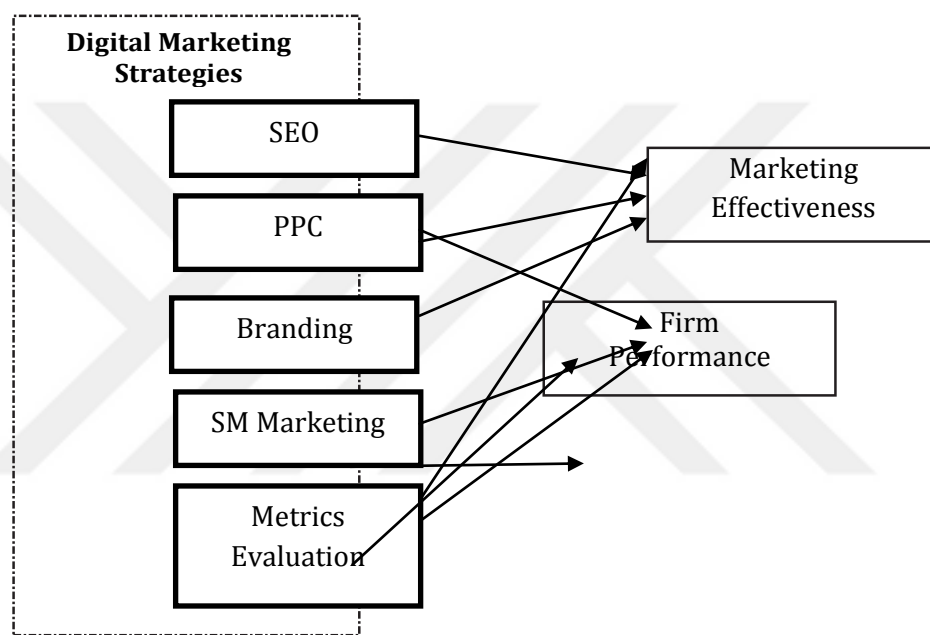 Digital Marketing
Strategies
SEO
PPC
Branding
SM Marketing
Metrics
Evaluation
Marketing
Effectiveness
Firm
Performance